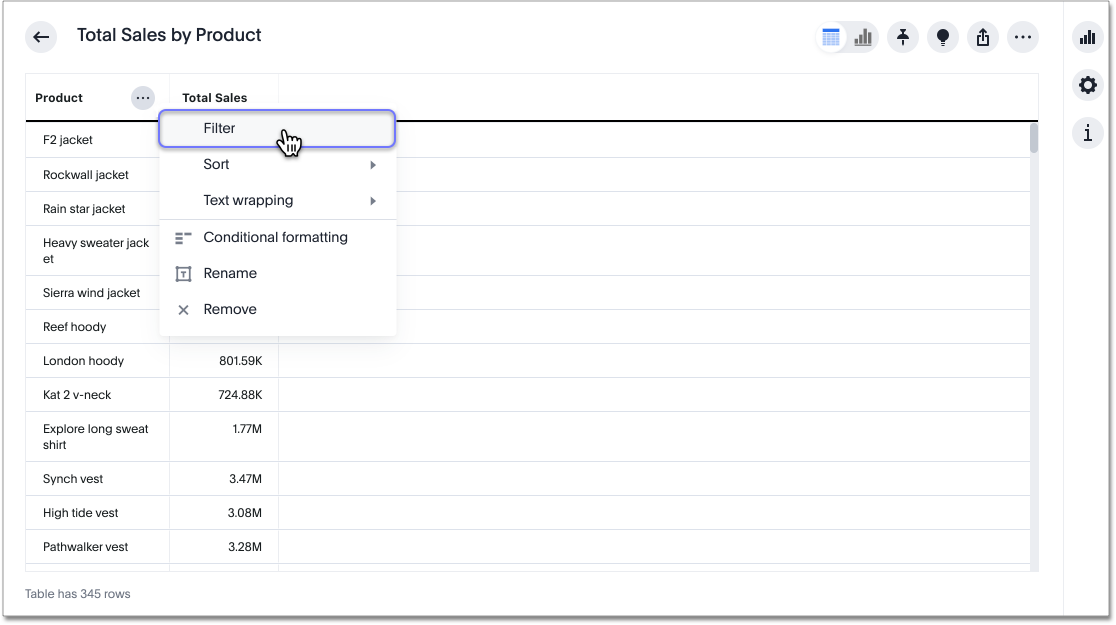 Total Sales by Product
Product
Total Sales
F2 jacket
Filter
Sort
Rockwall jacket
Text wrapping
Rain star jacket
Conditional formatting
Heavy sweater jack
et
Rename
Sierra wind jacket
Remove
Reef hoody
London hoody 801.59K
Kat 2 v-neck 724.88K
Explore long sweat 1.77M
shirt
Synch vest 3.47M
High tide vest 3.08M
Pathwalker vest 3.28M
Table has 345 rows